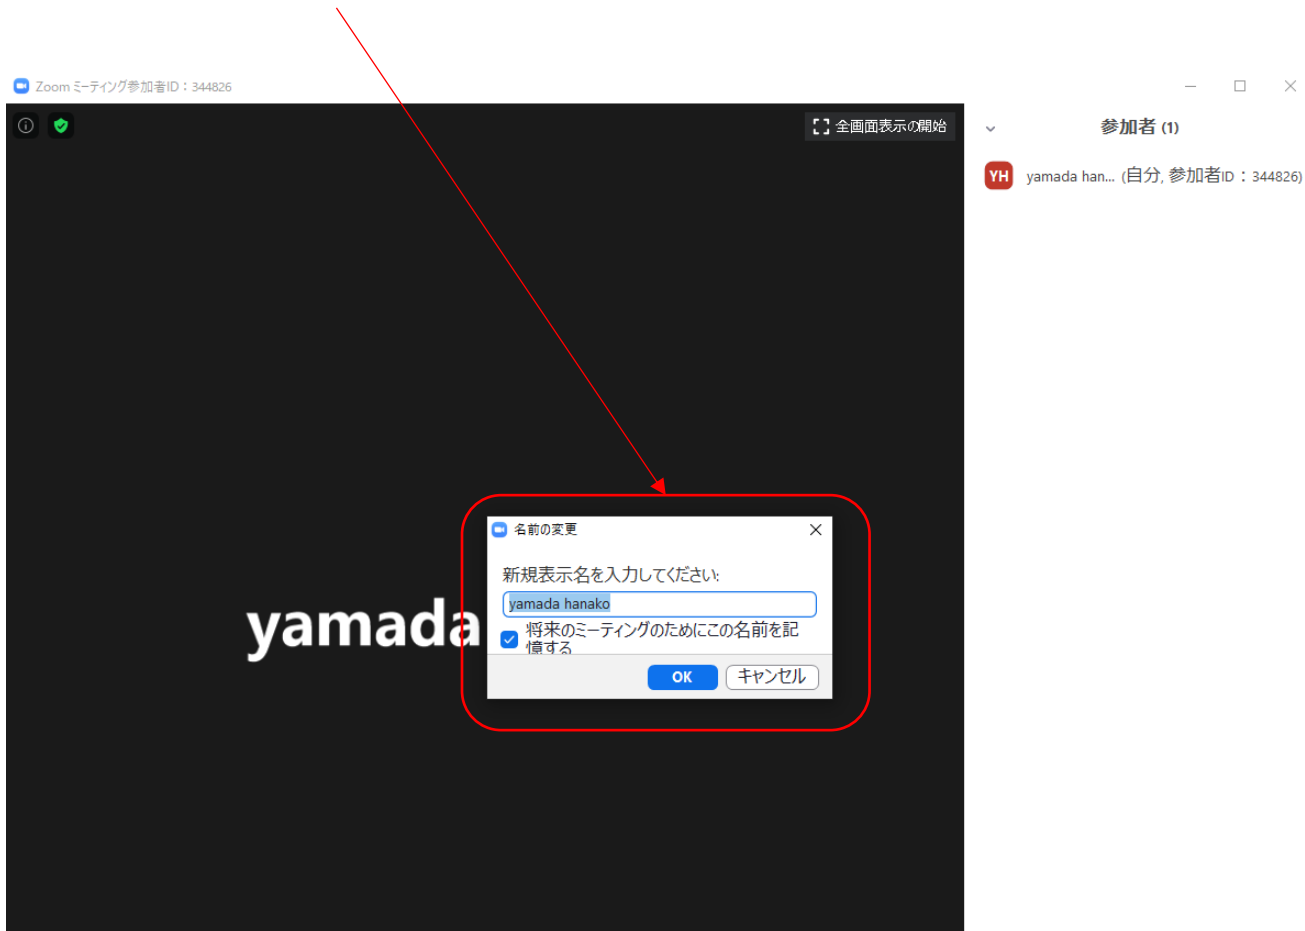 Zoom ミーティング参加者ID：344826
全画面表示の開始
参加者 (1)
YH yamada han... (自分, 参加者ID：344826)
名前の変更
新規表示名を入力してください:
yamada hanako
将来のミーティングのためにこの名前を記
憶する
OK キャンセル
yamada